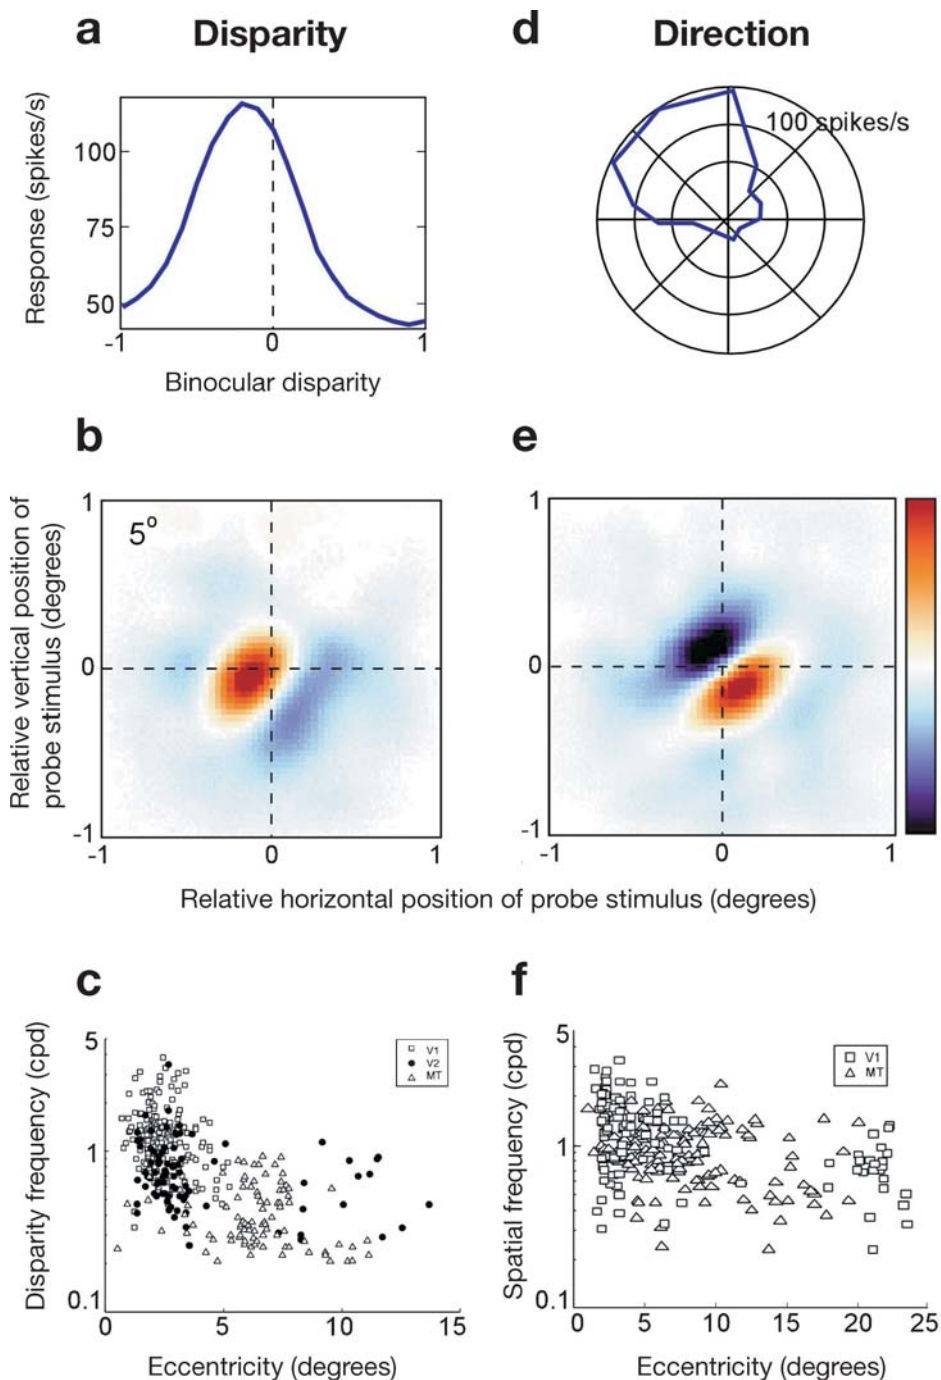 a Disparity
Response (spikes/s)
100
75
50
-1 0 1
Binocular disparity
d Direction
100 spikes/s
b
Relative vertical position of
probe stimulus (degrees)
5o
1
0
-1
-1 0 1
e
1
0
-1
-1 0 1
Relative horizontal position of probe stimulus (degrees)
c
Disparity frequency (cpd)
5
1
0.1
V1
V2
MT
0 5 10 15
Eccentricity (degrees)
f
Spatial frequency (cpd)
5
1
0.1
V1
MT
0 5 10 15 20 25
Eccentricity (degrees)